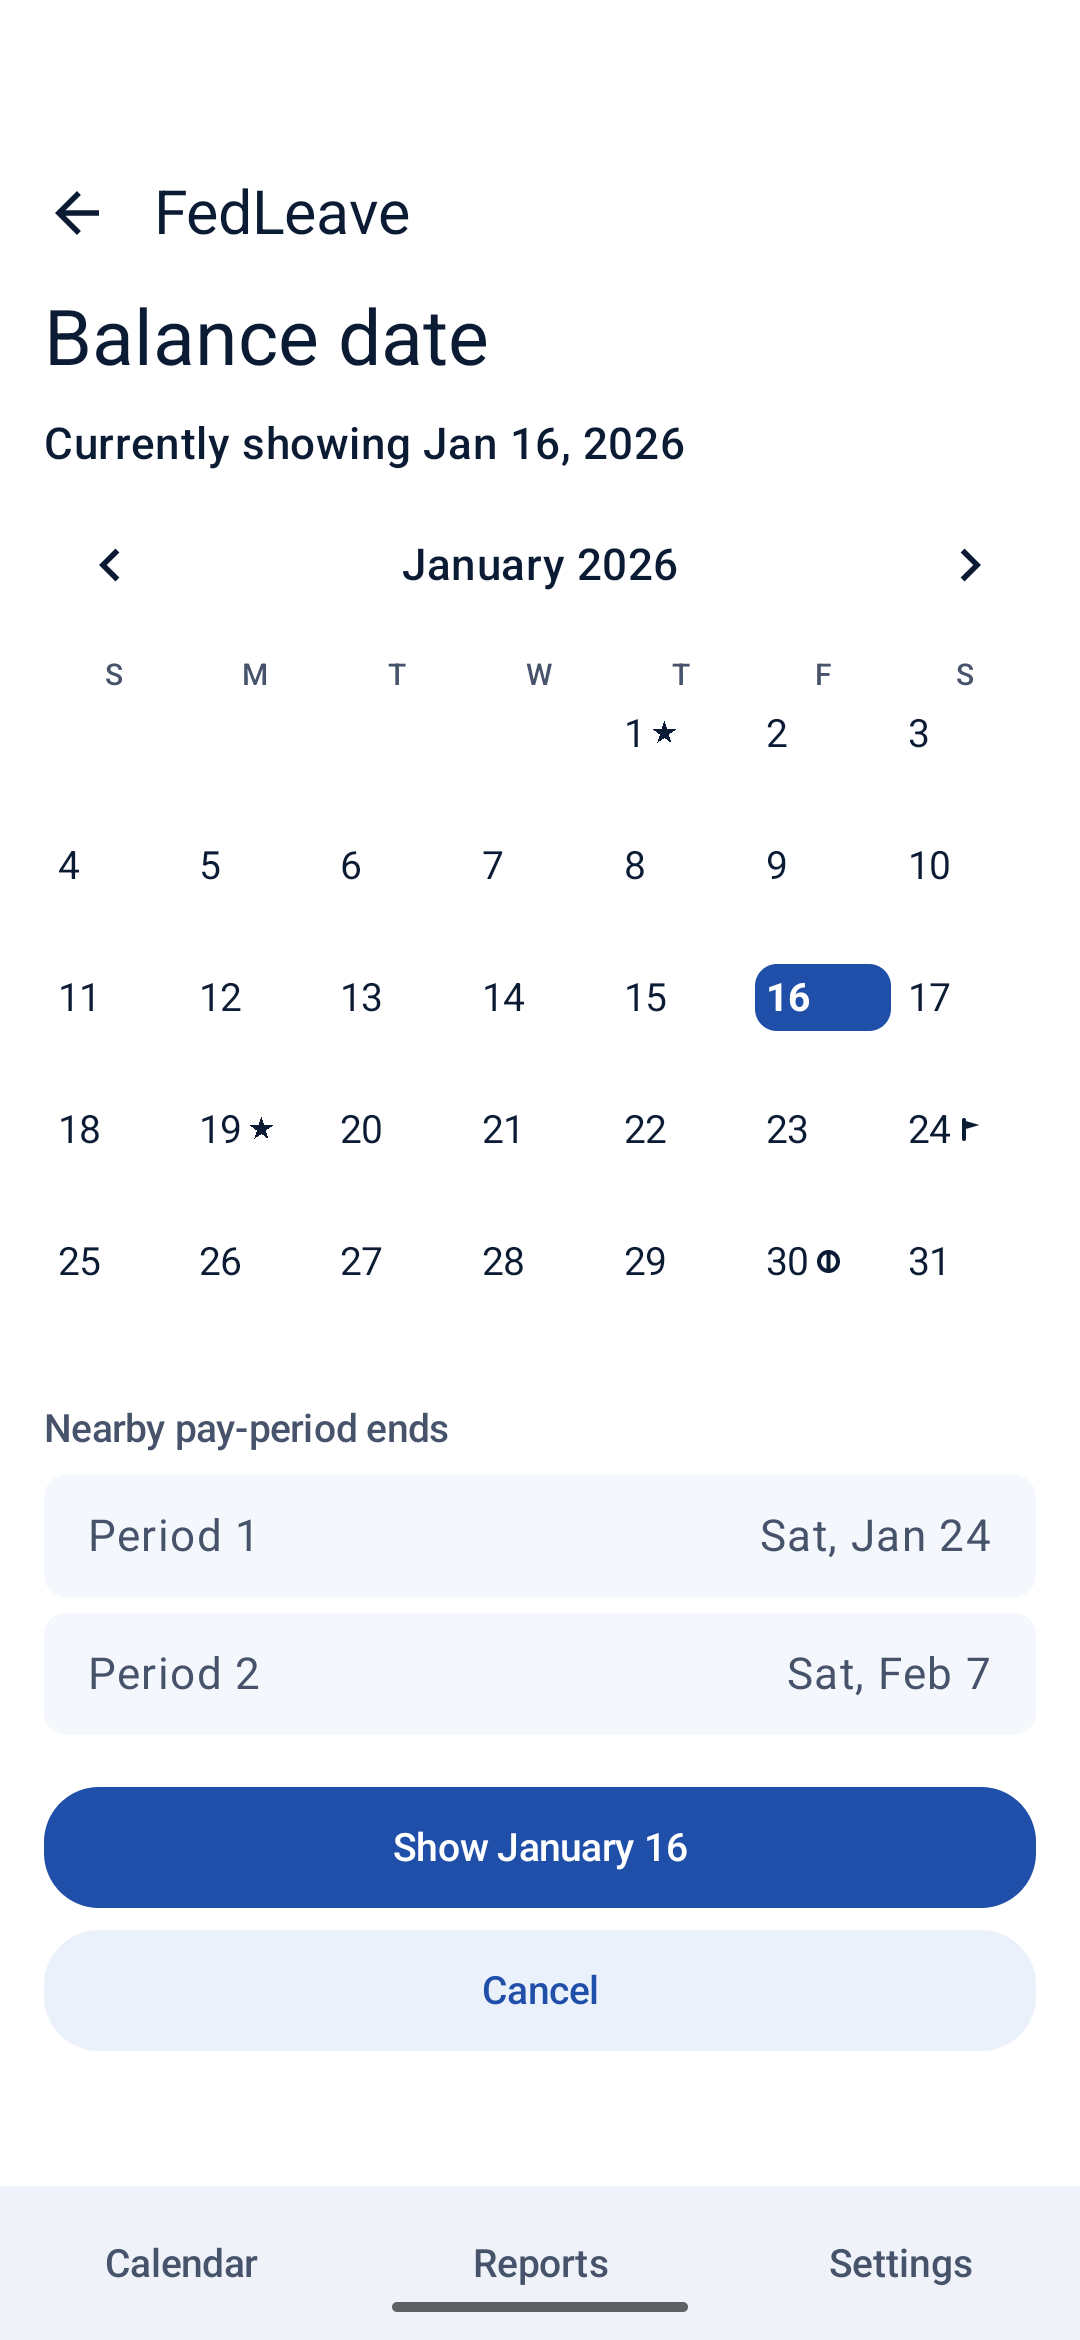 FedLeave
Balance date
Currently showing Jan 16, 2026
January 2026
S M T W T F S
1 ★ 2 3
4 5 6 7 8 9 10
11 12 13 14 15 16 17
18 19 ★ 20 21 22 23 24
25 26 27 28 29 30 31
Nearby pay-period ends
Period 1 Sat, Jan 24
Period 2 Sat, Feb 7
Show January 16
Cancel
Calendar Reports Settings